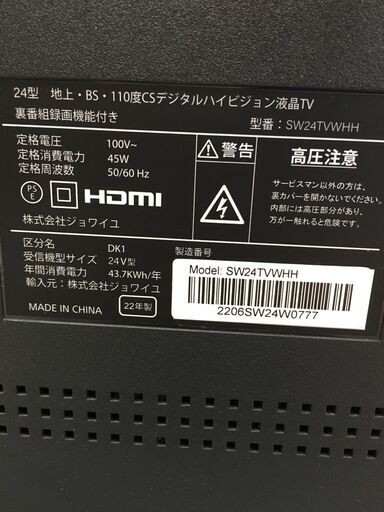 24型 地上・BS・110度CSデジタルハイビジョン液晶TV
裏番組録画機能付き
型番: SW24TVWHH
定格電圧 100V~
定格消費電力 45W
定格周波数 50/60 Hz
PS
E
HDMI
株式会社ジョワイユ
警告
高圧注意
サービスマン以外の方は、
裏カバーを開かないでください。
内部には高圧部分があり、
万が一触れると危険です。
区分名 DK1
受信機型サイズ 24V型
年間消費電力 43.7KWh/年
輸入元: 株式会社ジョワイユ
MADE IN CHINA
22年製
製造番号
Model: SW24TVWHH
2206SW24W0777